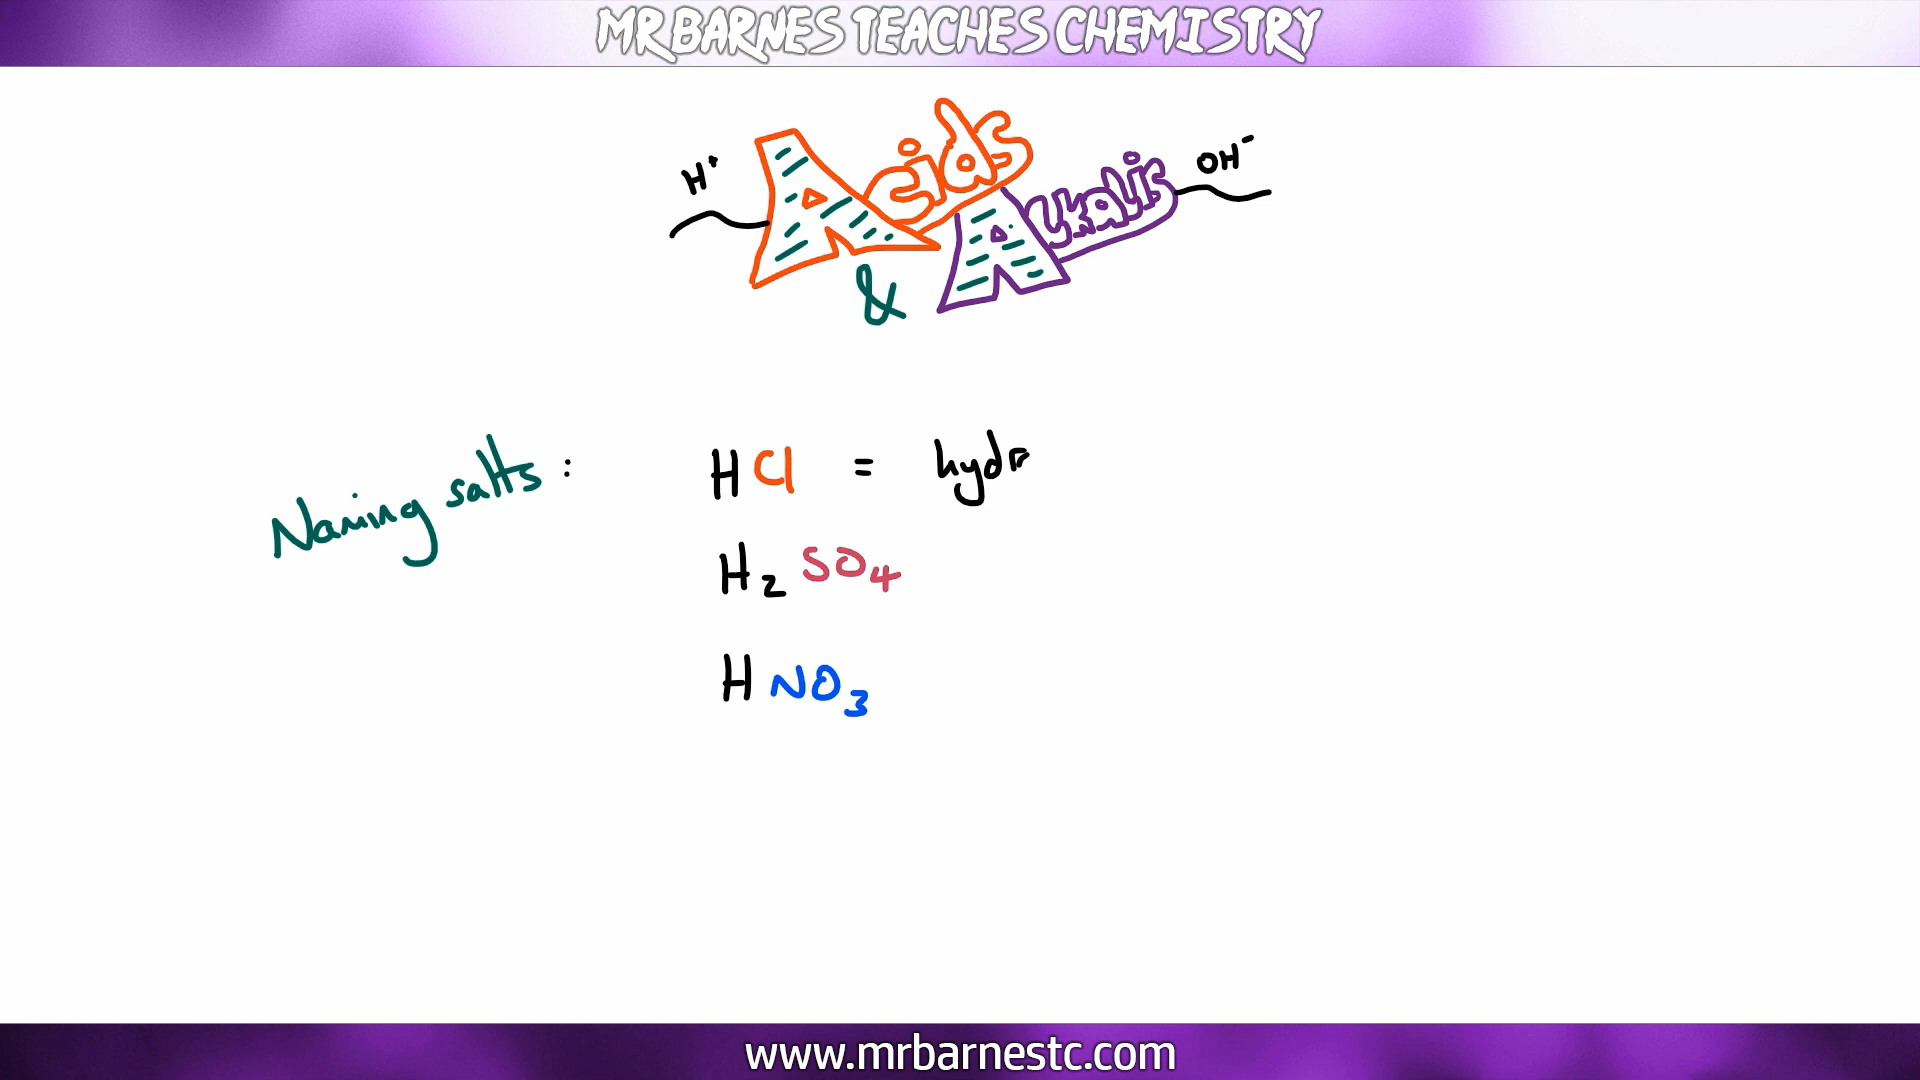 MR BARNES TEACHES CHEMISTRY
H⁺ Acids & Alkalis OH⁻
Naming salts : HCl = hydr
H₂SO₄
HNO₃
www.mrbarnestc.com